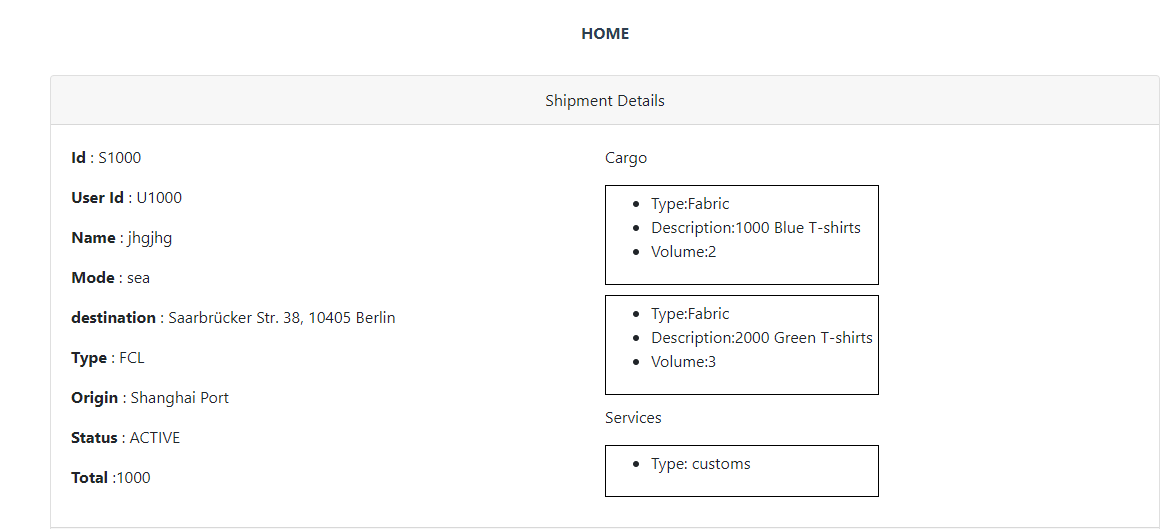 HOME
Shipment Details
Id : S1000
User Id : U1000
Name : jhgjhg
Mode : sea
destination : Saarbrücker Str. 38, 10405 Berlin
Type : FCL
Origin : Shanghai Port
Status : ACTIVE
Total :1000
Cargo
Type:Fabric
Description:1000 Blue T-shirts
Volume:2
Type:Fabric
Description:2000 Green T-shirts
Volume:3
Services
Type: customs